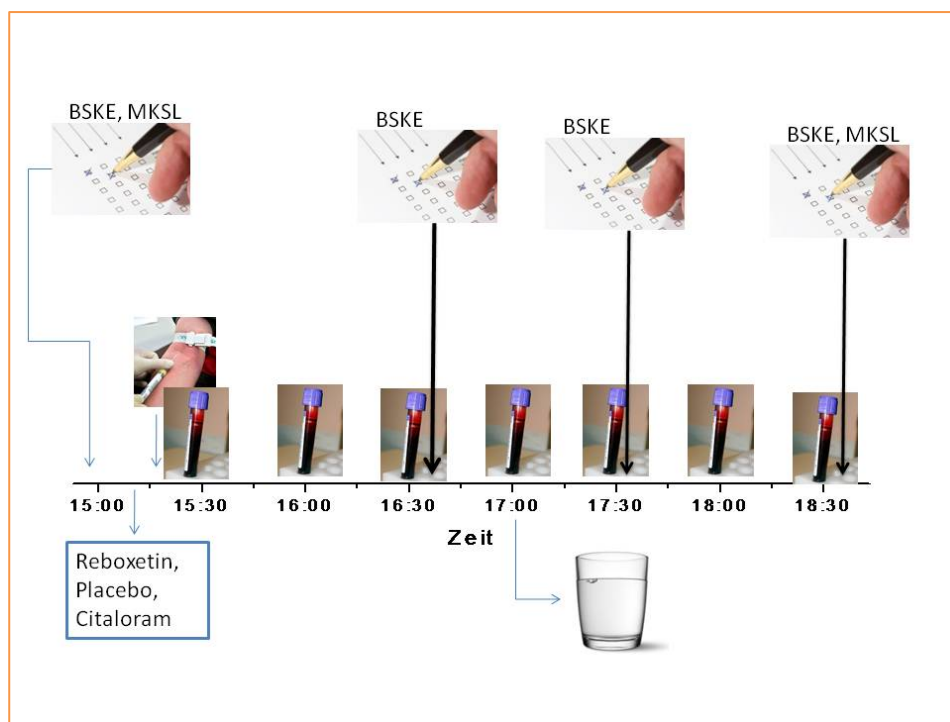 BSKE, MKSL
BSKE
BSKE
BSKE, MKSL
15:00
15:30
16:00
16:30
17:00
17:30
18:00
18:30
Zeit
Reboxetin,
Placebo,
Citaloram